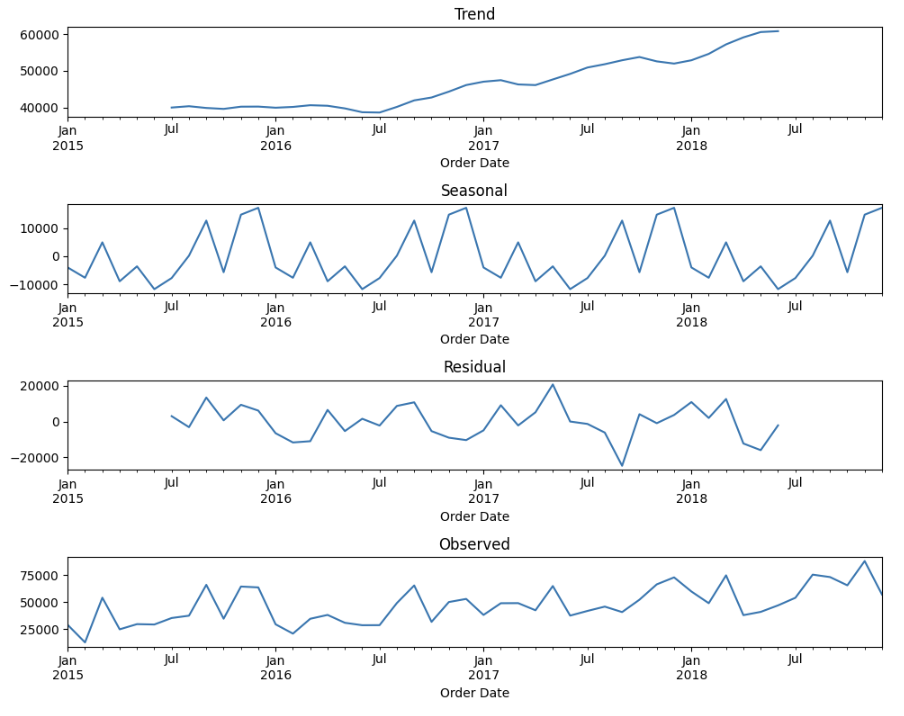 Trend
60000
50000
40000
Jan
2015
Jul
Jan
2016
Jul
Jan
2017
Jul
Jan
2018
Jul
Order Date
Seasonal
10000
0
−10000
Jan
2015
Jul
Jan
2016
Jul
Jan
2017
Jul
Jan
2018
Jul
Order Date
Residual
20000
0
−20000
Jan
2015
Jul
Jan
2016
Jul
Jan
2017
Jul
Jan
2018
Jul
Order Date
Observed
75000
50000
25000
Jan
2015
Jul
Jan
2016
Jul
Jan
2017
Jul
Jan
2018
Jul
Order Date